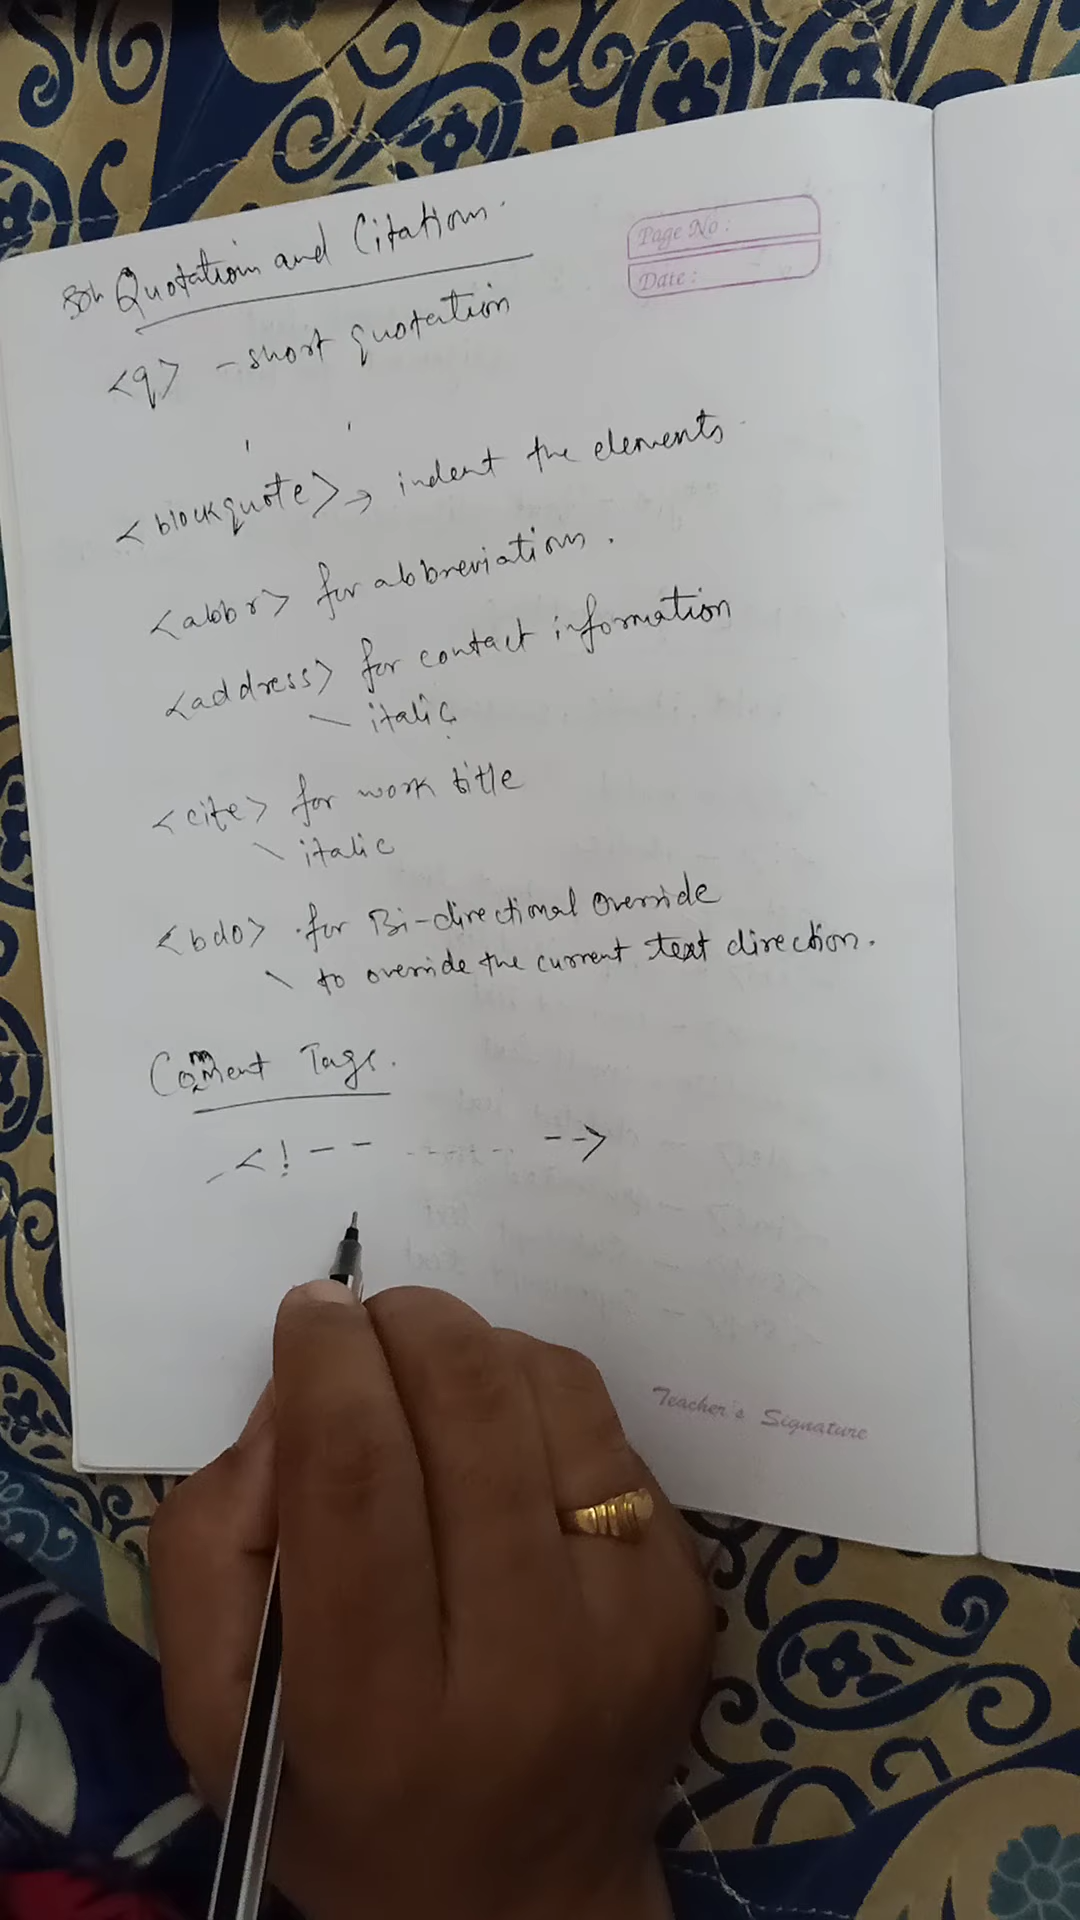 Quotation and Citation.
Page No :
Date :
<q> - short quotation
<blockquote> → indent the elements.
<abbr> for abbreviation.
<address> for contact information
\ italic
<cite> for work title
\ italic
<bdo> for Bi-directional Override
\ to override the current text direction.
Comment Tags.
- <! - - - - - - - - - >
Teacher's Signature